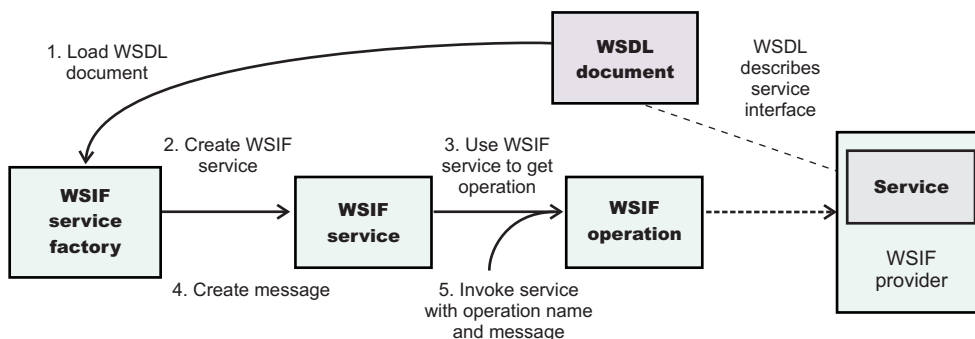 1. Load WSDL
document
WSDL
document
WSDL
describes
service
interface
2. Create WSIF
service
3. Use WSIF
service to get
operation
WSIF
service
factory
WSIF
service
WSIF
operation
Service
WSIF
provider
4. Create message
5. Invoke service
with operation name
and message